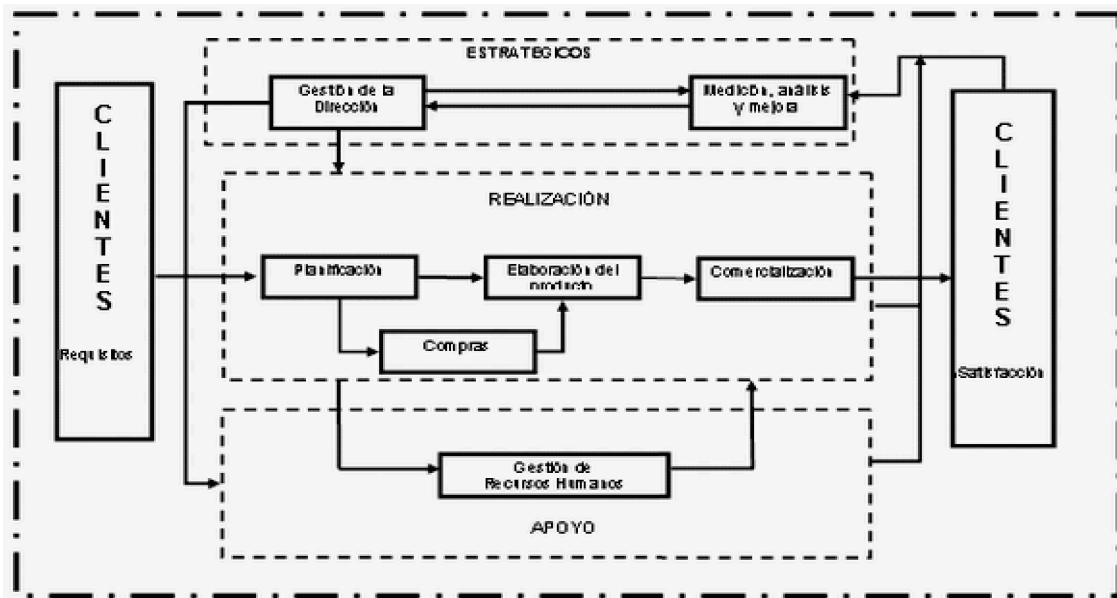 ESTRATEGICOS
Gestión de la
Dirección
Medición, análisis
y mejora
CLIENTES
Requisitos
REALIZACIÓN
Planificación
Elaboración del
producto
Comercialización
Compras
CLIENTES
Satisfacción
Gestión de
Recursos Humanos
APOYO